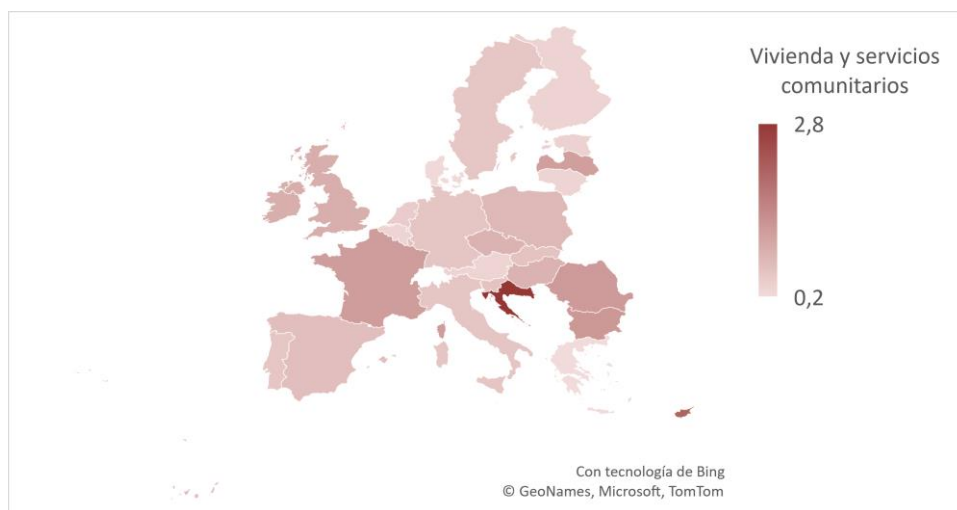 Vivienda y servicios
comunitarios
2,8
0,2
Con tecnología de Bing
© GeoNames, Microsoft, TomTom